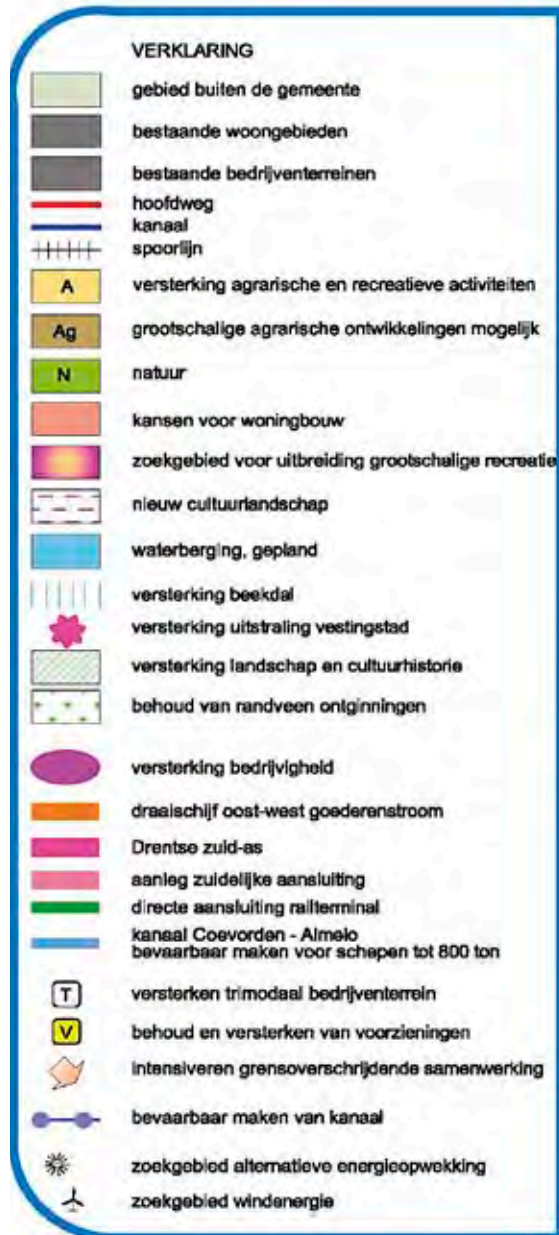 VERKLARING
gebied buiten de gemeente
bestaande woongebieden
bestaande bedrijventerreinen
hoofdweg
kanaal
spoorlijn
A versterking agrarische en recreatieve activiteiten
Ag grootschalige agrarische ontwikkelingen mogelijk
N natuur
kansen voor woningbouw
zoekgebied voor uitbreiding grootschalige recreatie
nieuw cultuurlandschap
waterberging, gepland
versterking beekdal
versterking uitstraling vestingstad
versterking landschap en cultuurhistorie
behoud van randveen ontginningen
versterking bedrijvigheid
draaischijf oost-west goederenstroom
Drentse zuid-as
aanleg zuidelijke aansluiting
directe aansluiting railterminal
kanaal Coevorden - Almelo
bevaarbaar maken voor schepen tot 800 ton
T versterken trimodaal bedrijventerrein
V behoud en versterken van voorzieningen
intensiveren grensoverschrijdende samenwerking
bevaarbaar maken van kanaal
zoekgebied alternatieve energieopwekking
zoekgebied windenergie